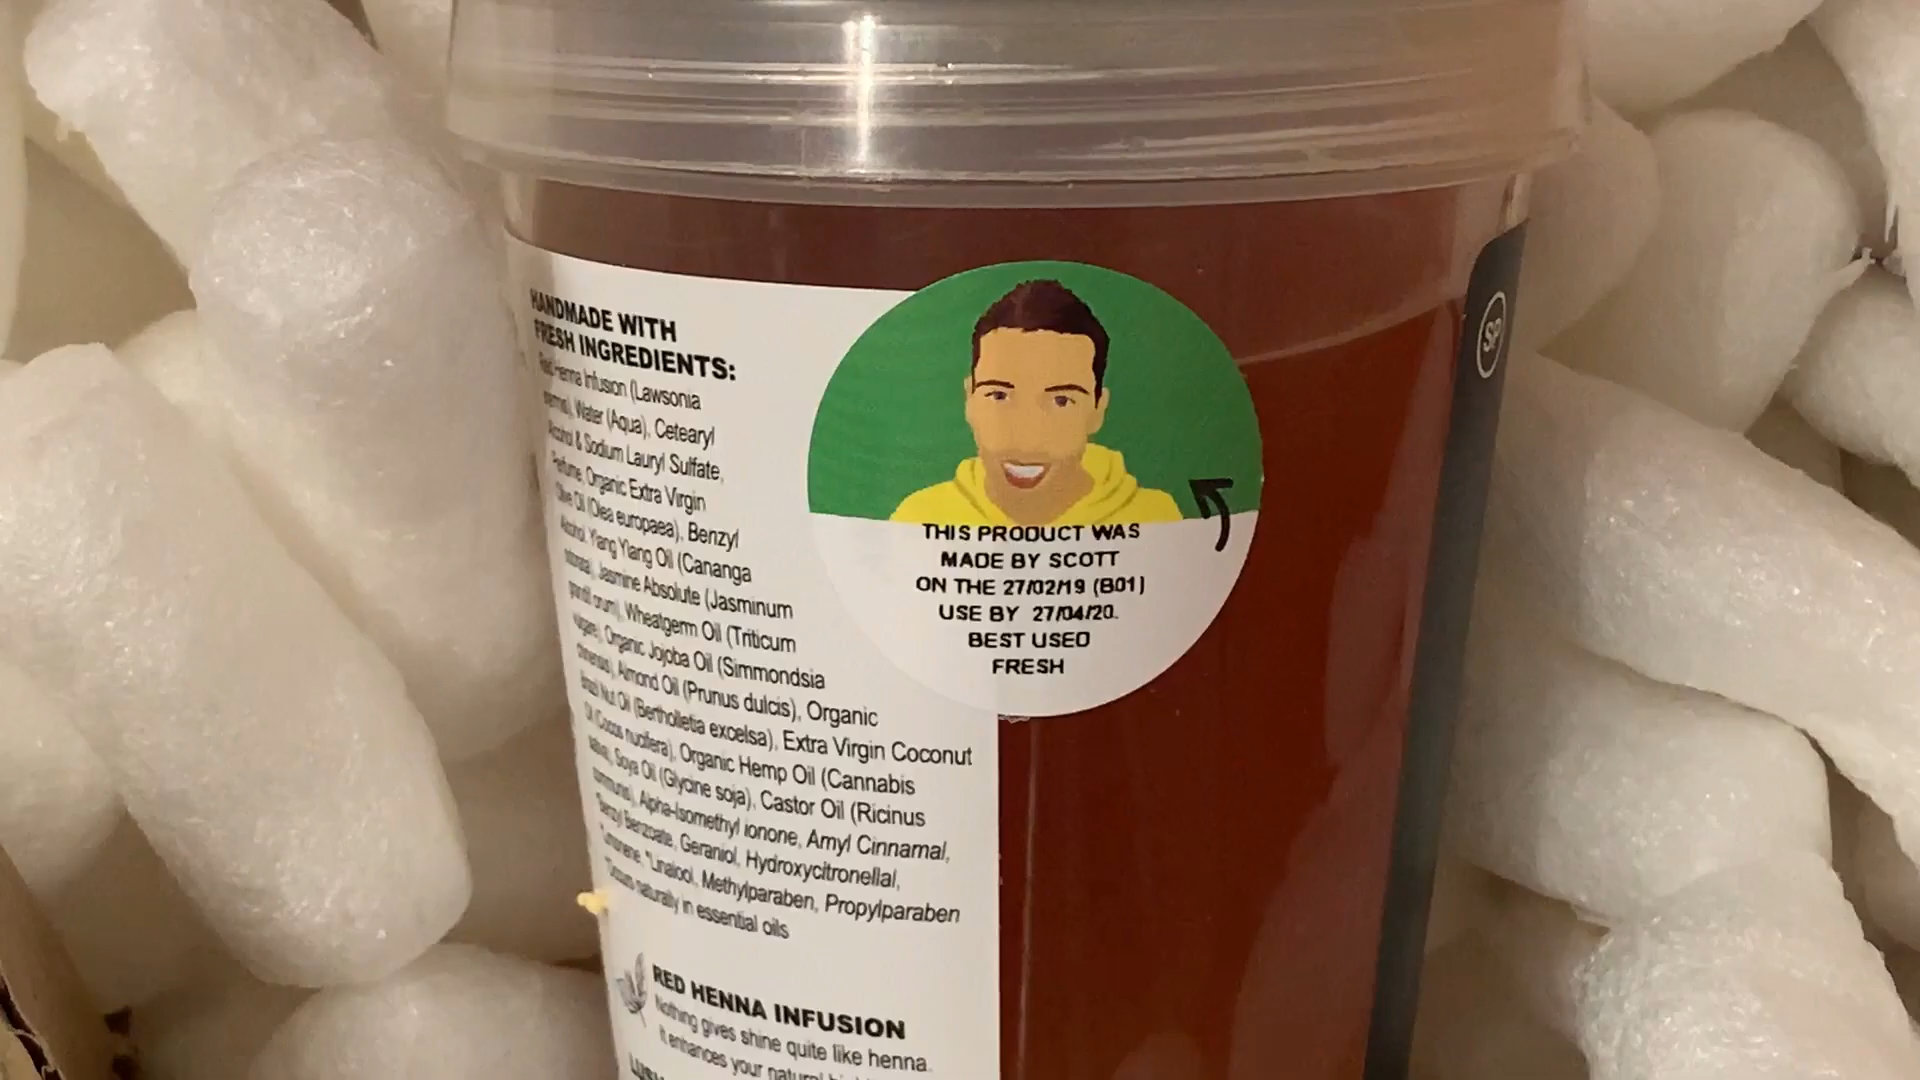 HANDMADE WITH
FRESH INGREDIENTS:
Red Henna Infusion (Lawsonia
Water (Aqua), Cetearyl
Alcohol & Sodium Lauryl Sulfate,
Perfume, Organic Extra Virgin
Olive Oil (Olea europaea), Benzyl
Alcohol, Ylang Ylang Oil (Cananga
Jasmine Absolute (Jasminum
Wheatgerm Oil (Triticum
Organic Jojoba Oil (Simmondsia
Almond Oil (Prunus dulcis), Organic
Brazil Nut Oil (Bertholletia excelsa), Extra Virgin Coconut
Oil (Cocos nucifera), Organic Hemp Oil (Cannabis
Soya Oil (Glycine soja), Castor Oil (Ricinus
communis), Alpha-Isomethyl ionone, Amyl Cinnamal,
*Benzyl Benzoate, Geraniol, Hydroxycitronellal,
*Limonene, *Linalool, Methylparaben, Propylparaben
*Occurs naturally in essential oils
RED HENNA INFUSION
Nothing gives shine quite like henna.
It enhances your natural
LUSH
THIS PRODUCT WAS
MADE BY SCOTT
ON THE 27/02/19 (B01)
USE BY 27/04/20.
BEST USED
FRESH
SP